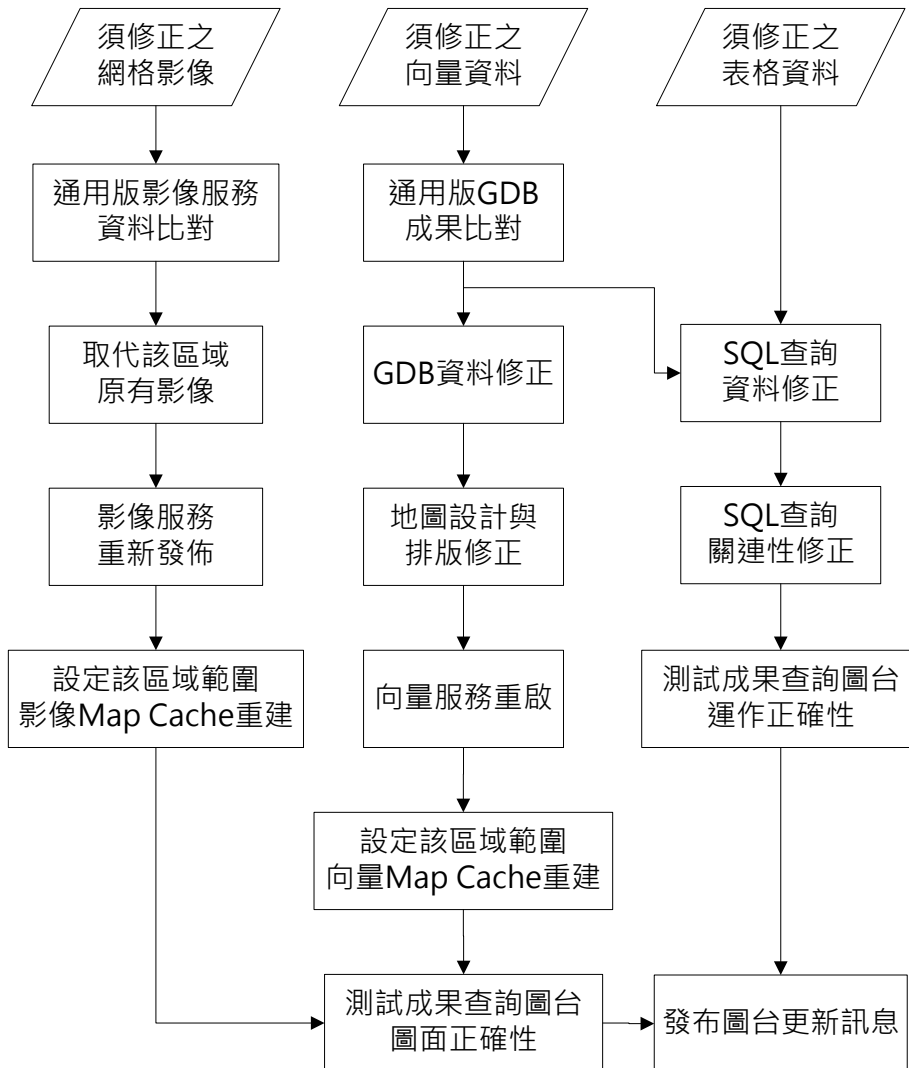 須修正之
網格影像
須修正之
向量資料
須修正之
表格資料
通用版影像服務
資料比對
通用版GDB
成果比對
取代該區域
原有影像
GDB資料修正
SQL查詢
資料修正
影像服務
重新發佈
地圖設計與
排版修正
SQL查詢
關連性修正
設定該區域範圍
影像Map Cache重建
向量服務重啟
測試成果查詢圖台
運作正確性
設定該區域範圍
向量Map Cache重建
測試成果查詢圖台
圖面正確性
發布圖台更新訊息